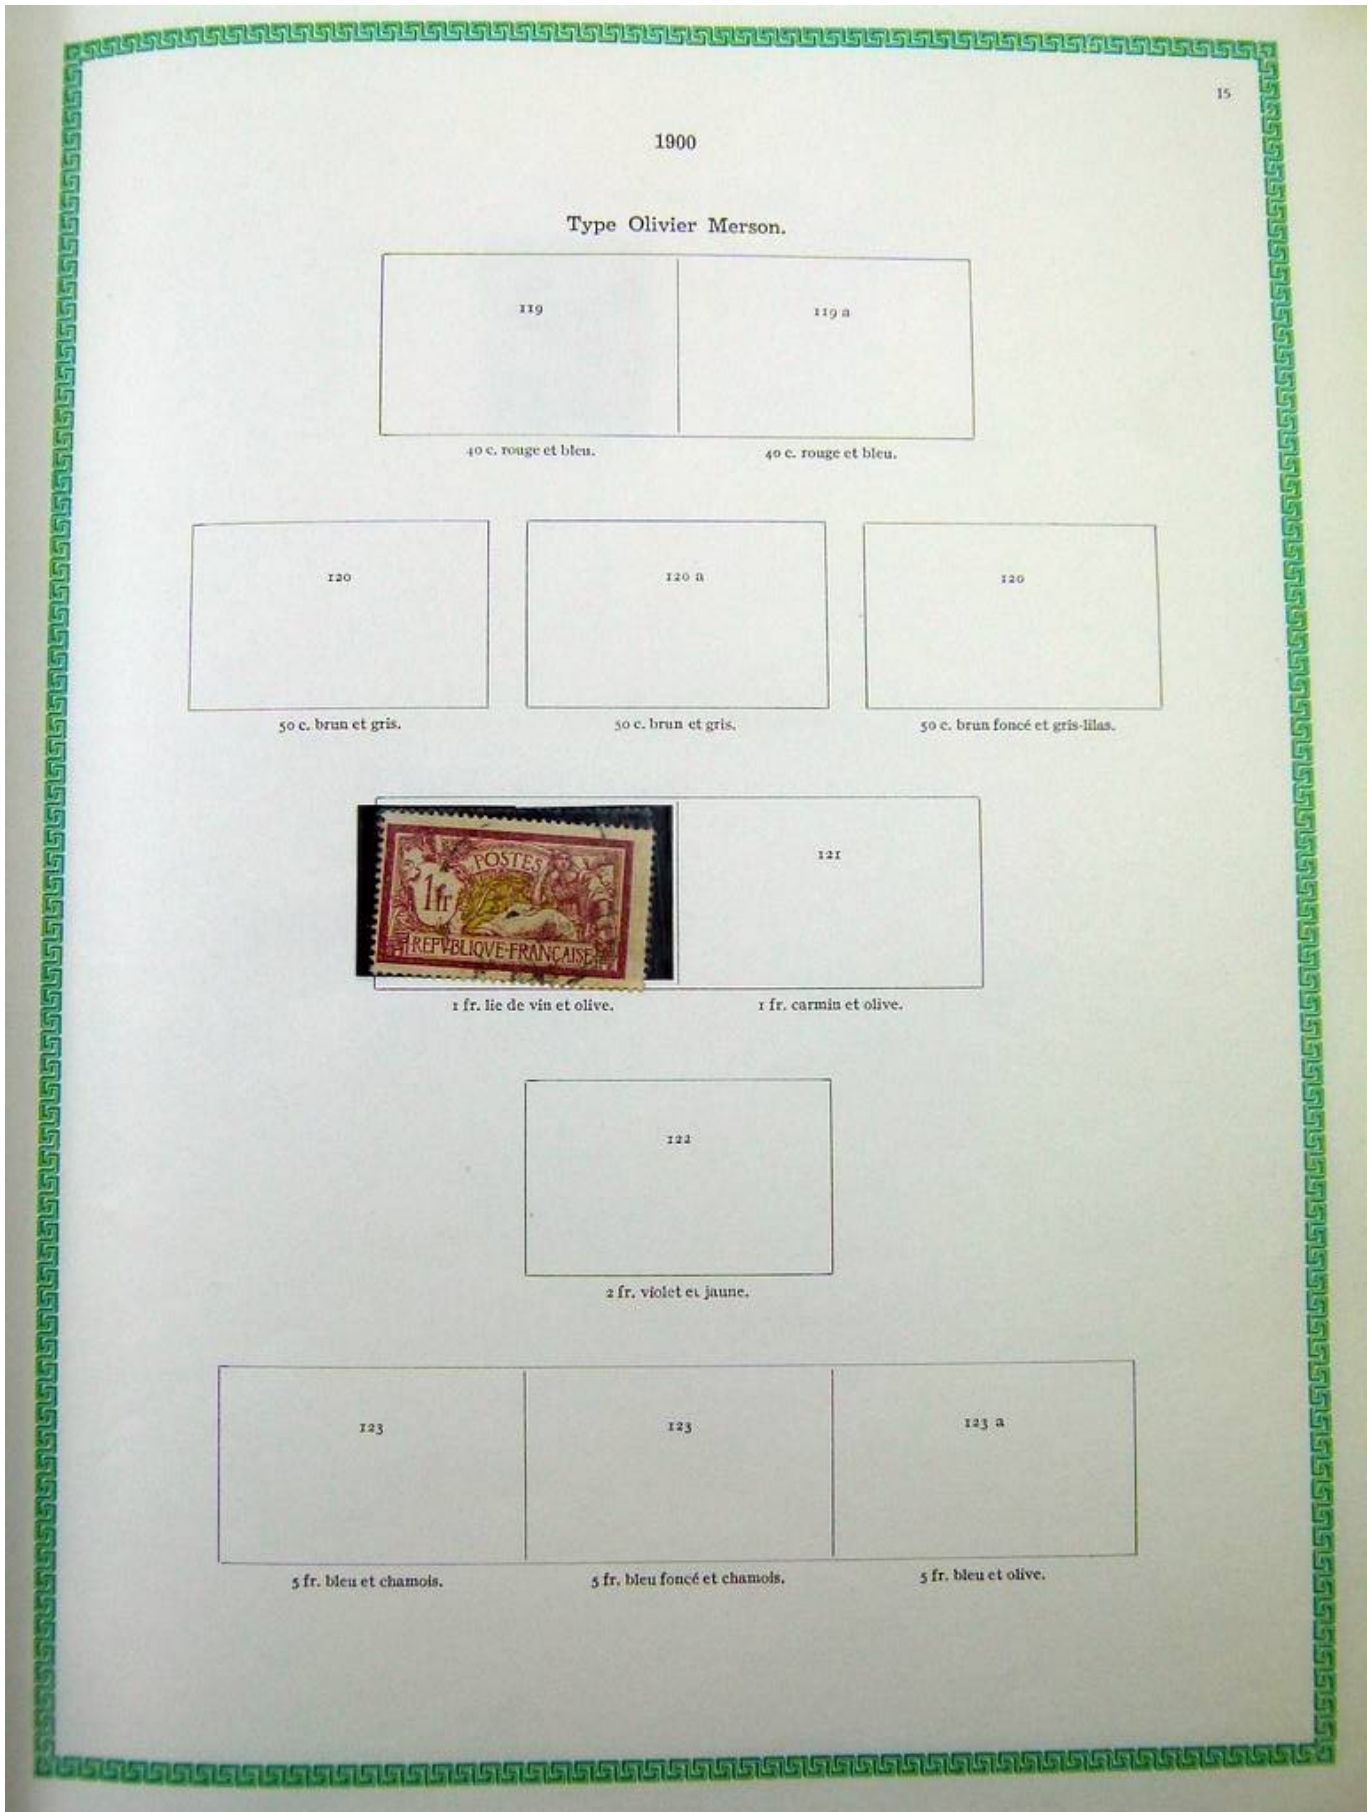 15
1900
Type Olivier Merson.
119 119 a
40 c. rouge et bleu. 40 c. rouge et bleu.
120 120 a 120
50 c. brun et gris. 50 c. brun et gris. 50 c. brun foncé et gris-lilas.
POSTES
1fr
REPVBLIQVE·FRANÇAISE
121
1 fr. lie de vin et olive. 1 fr. carmin et olive.
122
2 fr. violet et jaune.
123 123 123 a
5 fr. bleu et chamois. 5 fr. bleu foncé et chamois. 5 fr. bleu et olive.